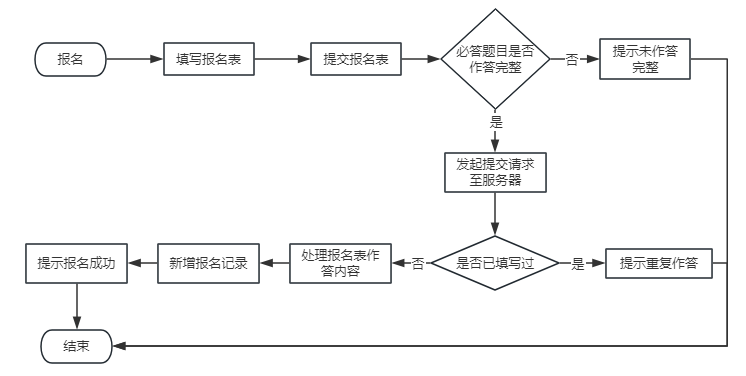 报名
填写报名表
提交报名表
必答题目是否
作答完整
否
提示未作答
完整
是
发起提交请求
至服务器
是否已填写过
是
提示重复作答
否
处理报名表作
答内容
新增报名记录
提示报名成功
结束